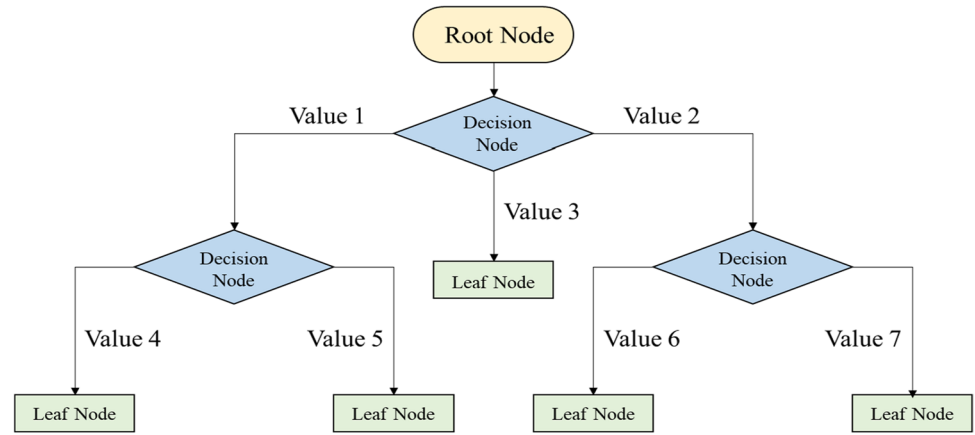 Root Node
Value 1
Decision
Node
Value 2
Value 3
Decision
Node
Leaf Node
Decision
Node
Value 4
Value 5
Value 6
Value 7
Leaf Node
Leaf Node
Leaf Node
Leaf Node